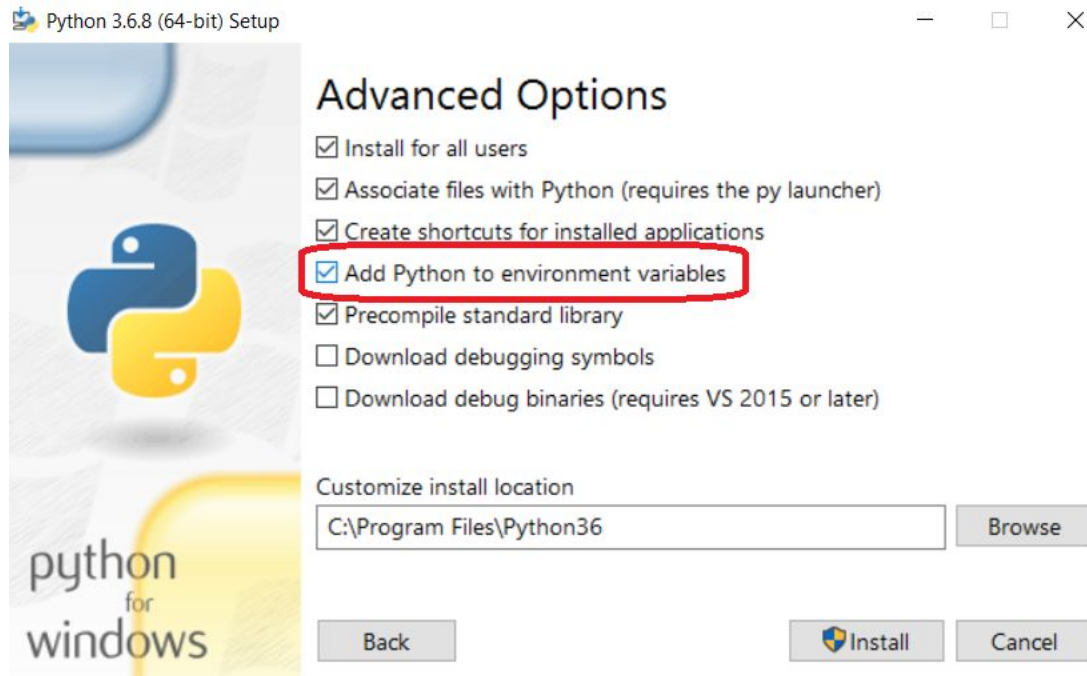 Python 3.6.8 (64-bit) Setup
Advanced Options
Install for all users
Associate files with Python (requires the py launcher)
Create shortcuts for installed applications
Add Python to environment variables
Precompile standard library
Download debugging symbols
Download debug binaries (requires VS 2015 or later)
Customize install location
C:\Program Files\Python36
Browse
python
for
windows
Back
Install
Cancel